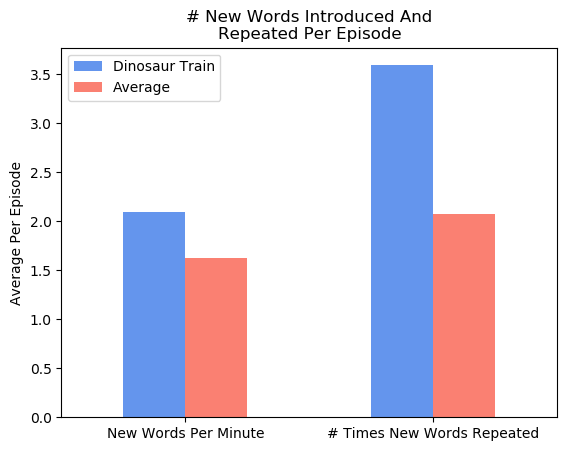 # New Words Introduced And
Repeated Per Episode
Dinosaur Train
Average
Average Per Episode
3.5
3.0
2.5
2.0
1.5
1.0
0.5
0.0
New Words Per Minute
# Times New Words Repeated